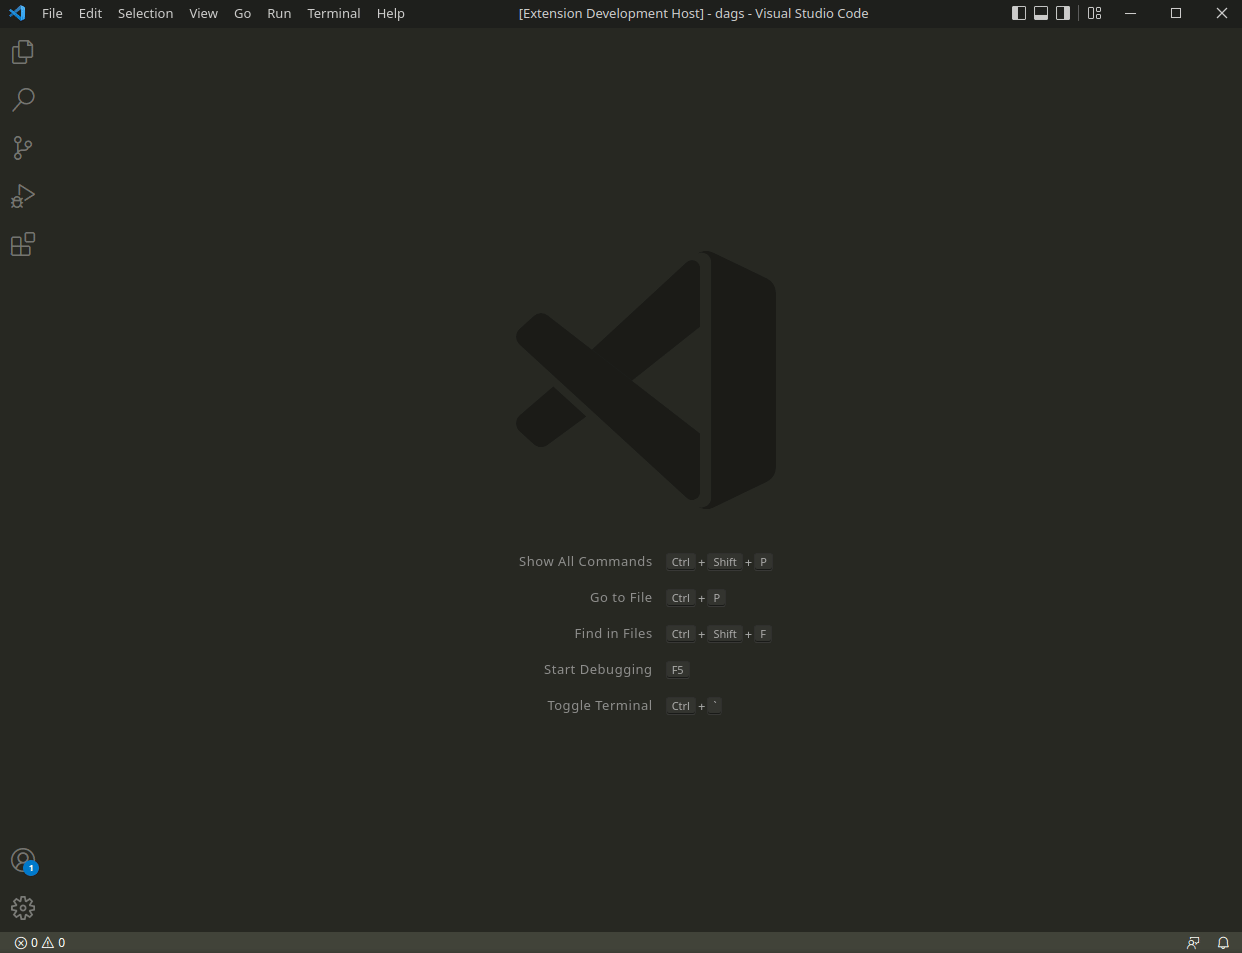 File Edit Selection View Go Run Terminal Help [Extension Development Host] - dags - Visual Studio Code
Show All Commands Ctrl + Shift + P
Go to File Ctrl + P
Find in Files Ctrl + Shift + F
Start Debugging F5
Toggle Terminal Ctrl + `
1
0 0